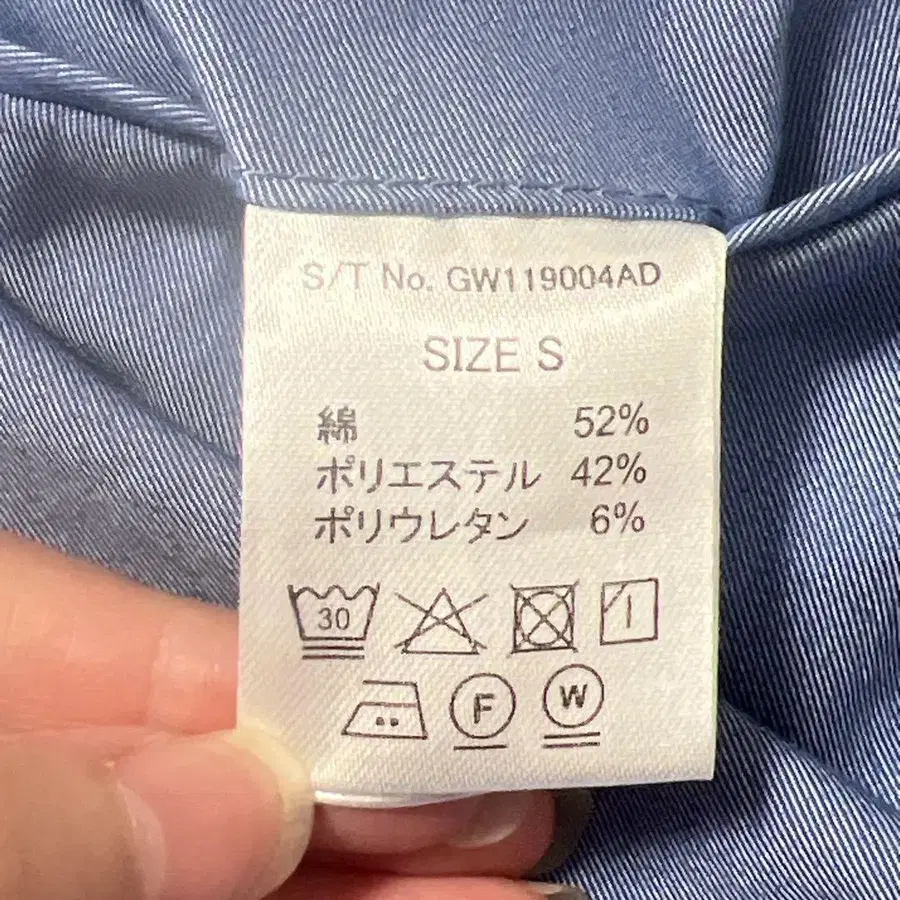 S/T No. GW119004AD
SIZE S
綿 52%
ポリエステル 42%
ポリウレタン 6%
30
F W